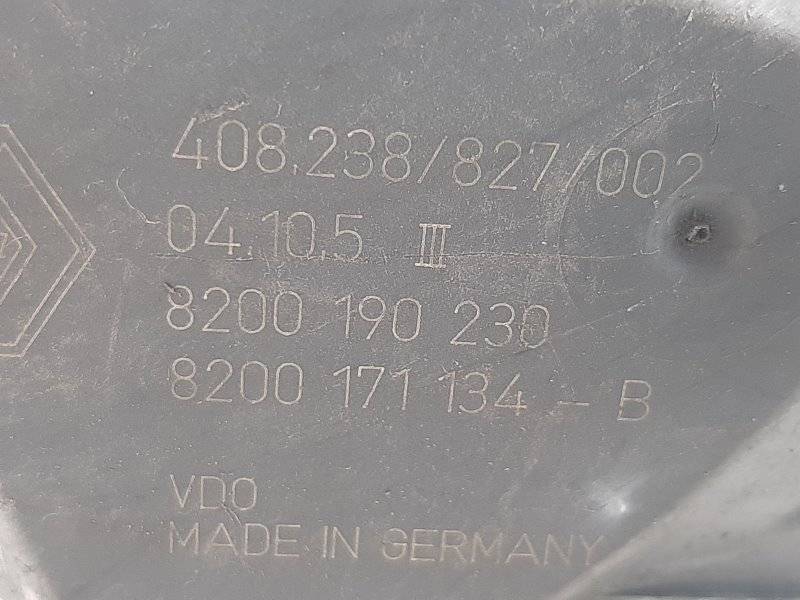 408.238/827/002
04.10.5 III
8200 190 230
8200 171 134 - B
VDO
MADE IN GERMANY